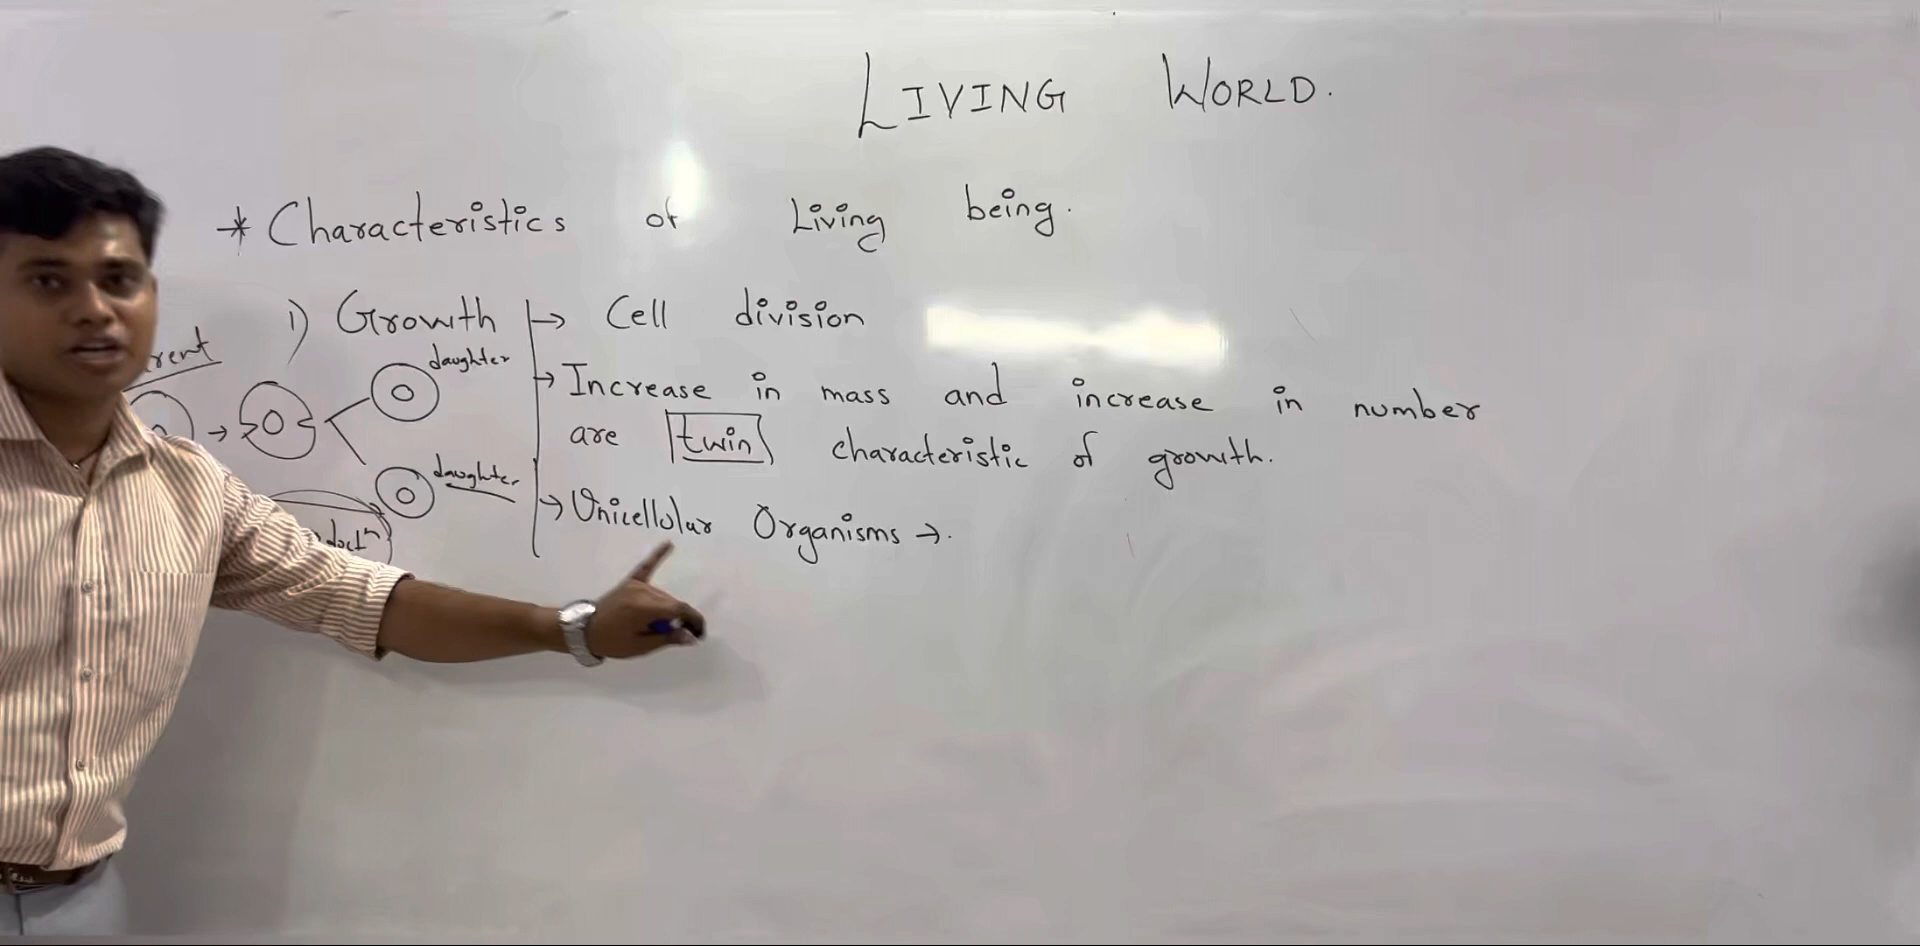 LIVING WORLD.
* Characteristics of Living being.
1) Growth → Cell division
daughter
→ Increase in mass and increase in number
are twin characteristic of growth.
daughter
→ Unicellular Organisms →.